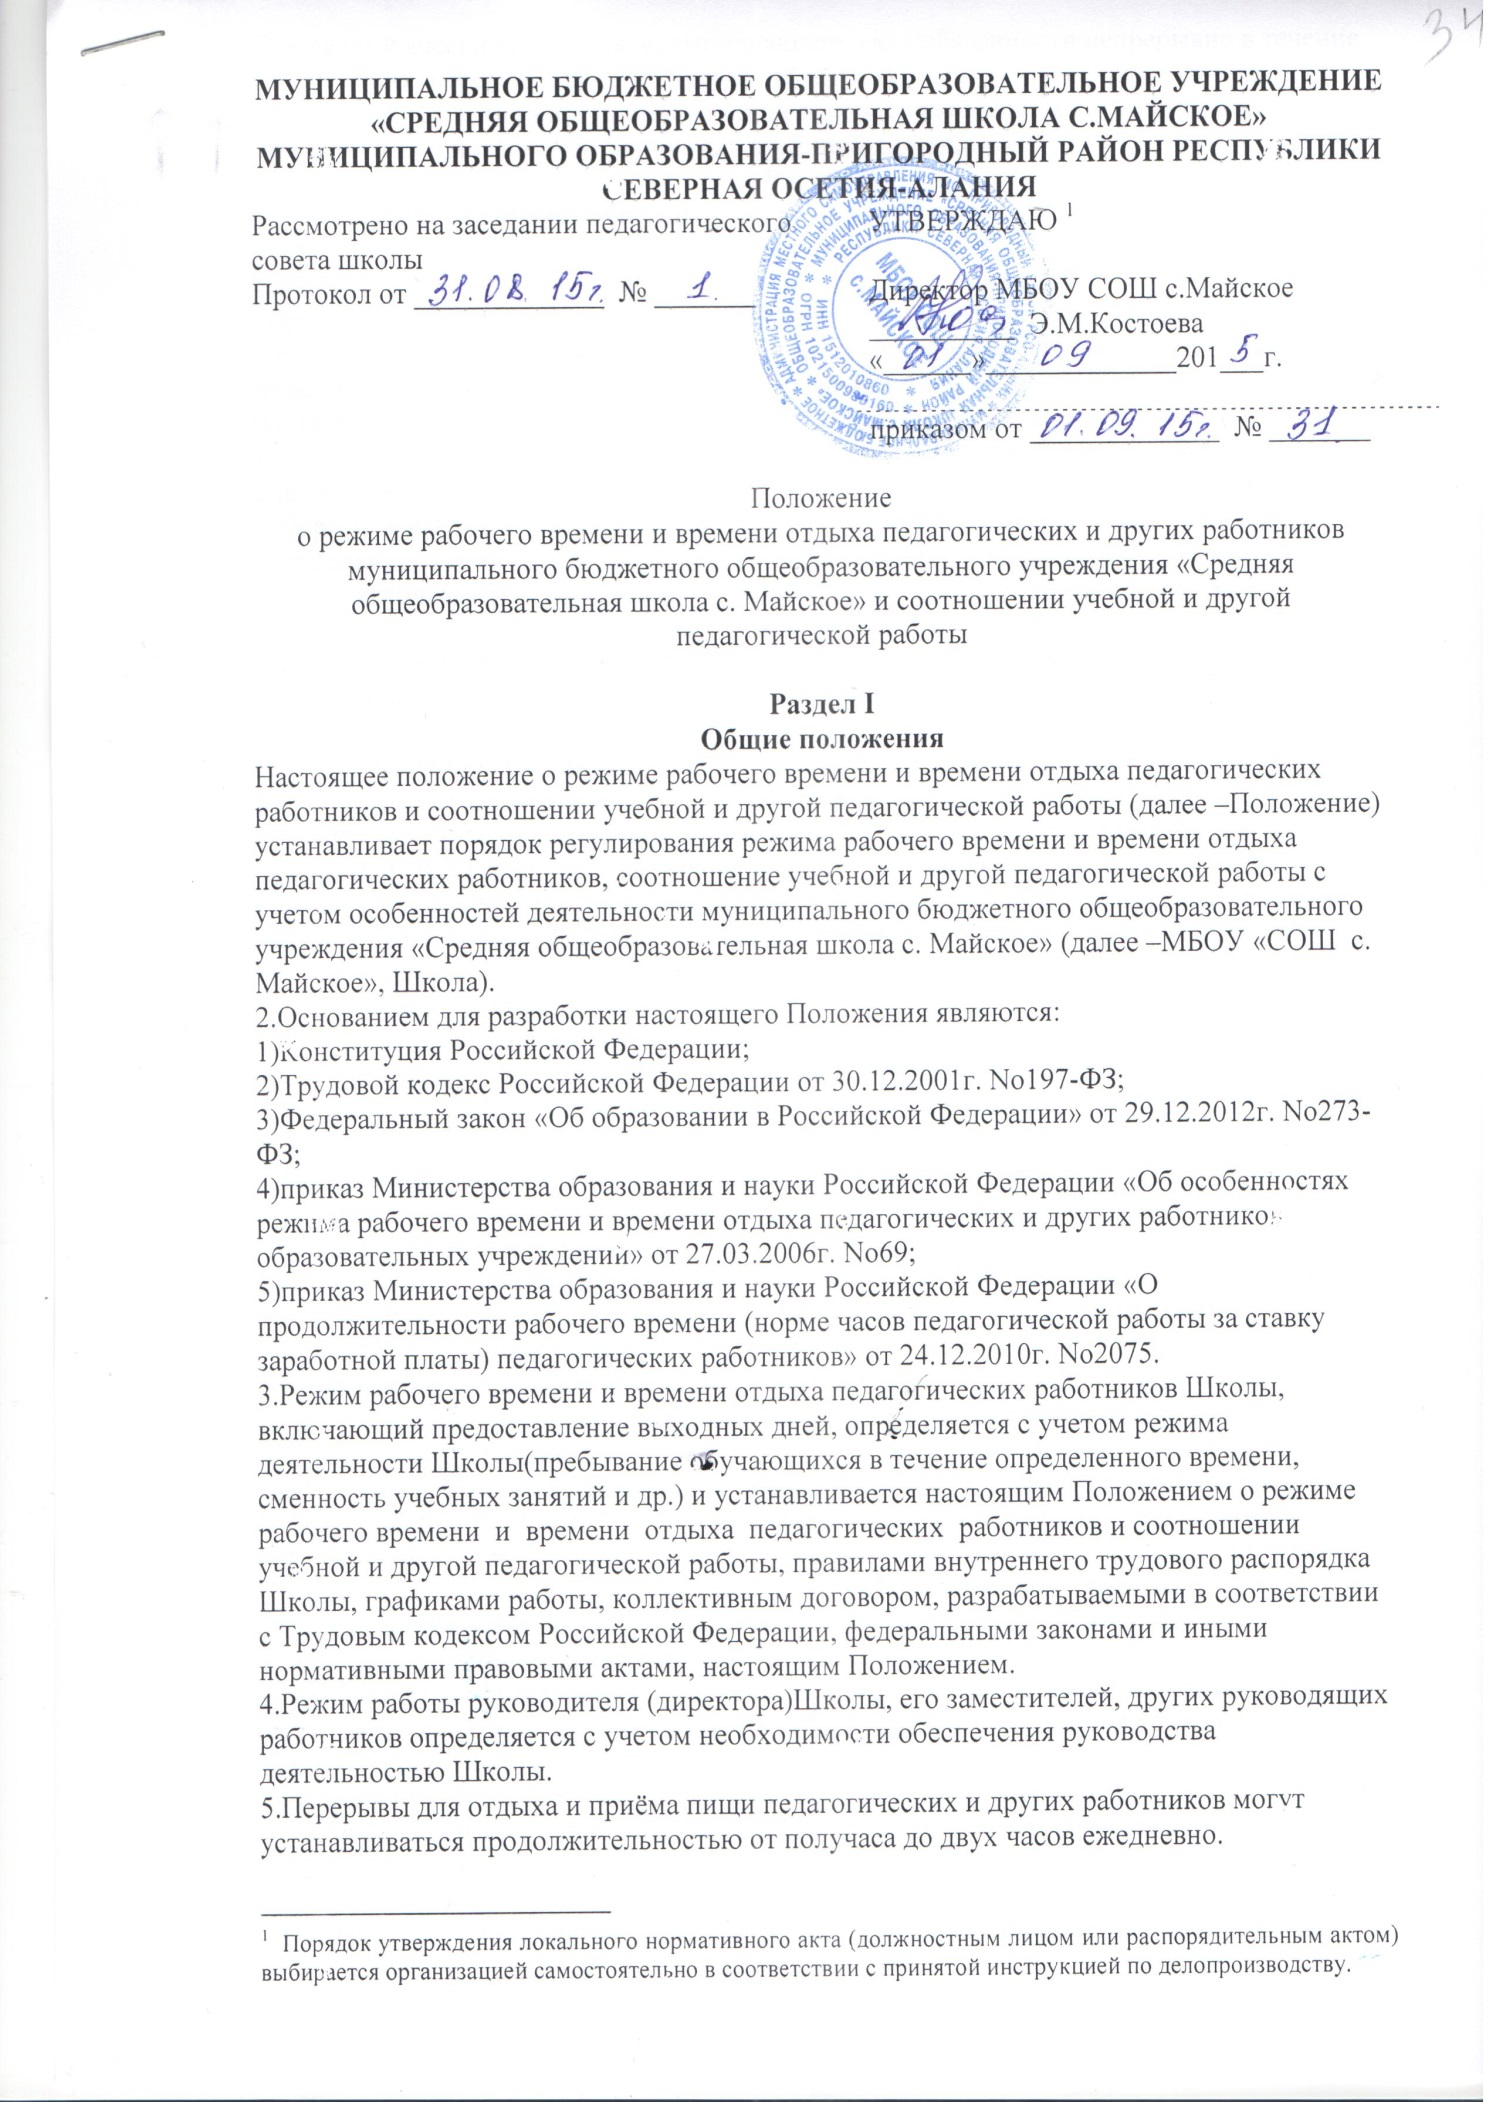 34
МУНИЦИПАЛЬНОЕ БЮДЖЕТНОЕ ОБЩЕОБРАЗОВАТЕЛЬНОЕ УЧРЕЖДЕНИЕ
«СРЕДНЯЯ ОБЩЕОБРАЗОВАТЕЛЬНАЯ ШКОЛА С.МАЙСКОЕ»
МУНИЦИПАЛЬНОГО ОБРАЗОВАНИЯ-ПРИГОРОДНЫЙ РАЙОН РЕСПУБЛИКИ
СЕВЕРНАЯ ОСЕТИЯ-АЛАНИЯ
Рассмотрено на заседании педагогического
совета школы
Протокол от 31.08.15г. № 1.
УТВЕРЖДАЮ 1
Директор МБОУ СОШ с.Майское
Э.М.Костоева
«01» 09 2015г.
приказом от 01.09.15г. № 31
МБОУ СОШ
с.МАЙСКОЕ
Положение
о режиме рабочего времени и времени отдыха педагогических и других работников
муниципального бюджетного общеобразовательного учреждения «Средняя
общеобразовательная школа с. Майское» и соотношении учебной и другой
педагогической работы
Раздел I
Общие положения
Настоящее положение о режиме рабочего времени и времени отдыха педагогических
работников и соотношении учебной и другой педагогической работы (далее –Положение)
устанавливает порядок регулирования режима рабочего времени и времени отдыха
педагогических работников, соотношение учебной и другой педагогической работы с
учетом особенностей деятельности муниципального бюджетного общеобразовательного
учреждения «Средняя общеобразовательная школа с. Майское» (далее –МБОУ «СОШ с.
Майское», Школа).
2.Основанием для разработки настоящего Положения являются:
1)Конституция Российской Федерации;
2)Трудовой кодекс Российской Федерации от 30.12.2001г. No197-ФЗ;
3)Федеральный закон «Об образовании в Российской Федерации» от 29.12.2012г. No273-
ФЗ;
4)приказ Министерства образования и науки Российской Федерации «Об особенностях
режима рабочего времени и времени отдыха педагогических и других работников
образовательных учреждений» от 27.03.2006г. No69;
5)приказ Министерства образования и науки Российской Федерации «О
продолжительности рабочего времени (норме часов педагогической работы за ставку
заработной платы) педагогических работников» от 24.12.2010г. No2075.
3.Режим рабочего времени и времени отдыха педагогических работников Школы,
включающий предоставление выходных дней, определяется с учетом режима
деятельности Школы(пребывание обучающихся в течение определенного времени,
сменность учебных занятий и др.) и устанавливается настоящим Положением о режиме
рабочего времени и времени отдыха педагогических работников и соотношении
учебной и другой педагогической работы, правилами внутреннего трудового распорядка
Школы, графиками работы, коллективным договором, разрабатываемыми в соответствии
с Трудовым кодексом Российской Федерации, федеральными законами и иными
нормативными правовыми актами, настоящим Положением.
4.Режим работы руководителя (директора)Школы, его заместителей, других руководящих
работников определяется с учетом необходимости обеспечения руководства
деятельностью Школы.
5.Перерывы для отдыха и приёма пищи педагогических и других работников могут
устанавливаться продолжительностью от получаса до двух часов ежедневно.
1 Порядок утверждения локального нормативного акта (должностным лицом или распорядительным актом)
выбирается организацией самостоятельно в соответствии с принятой инструкцией по делопроизводству.